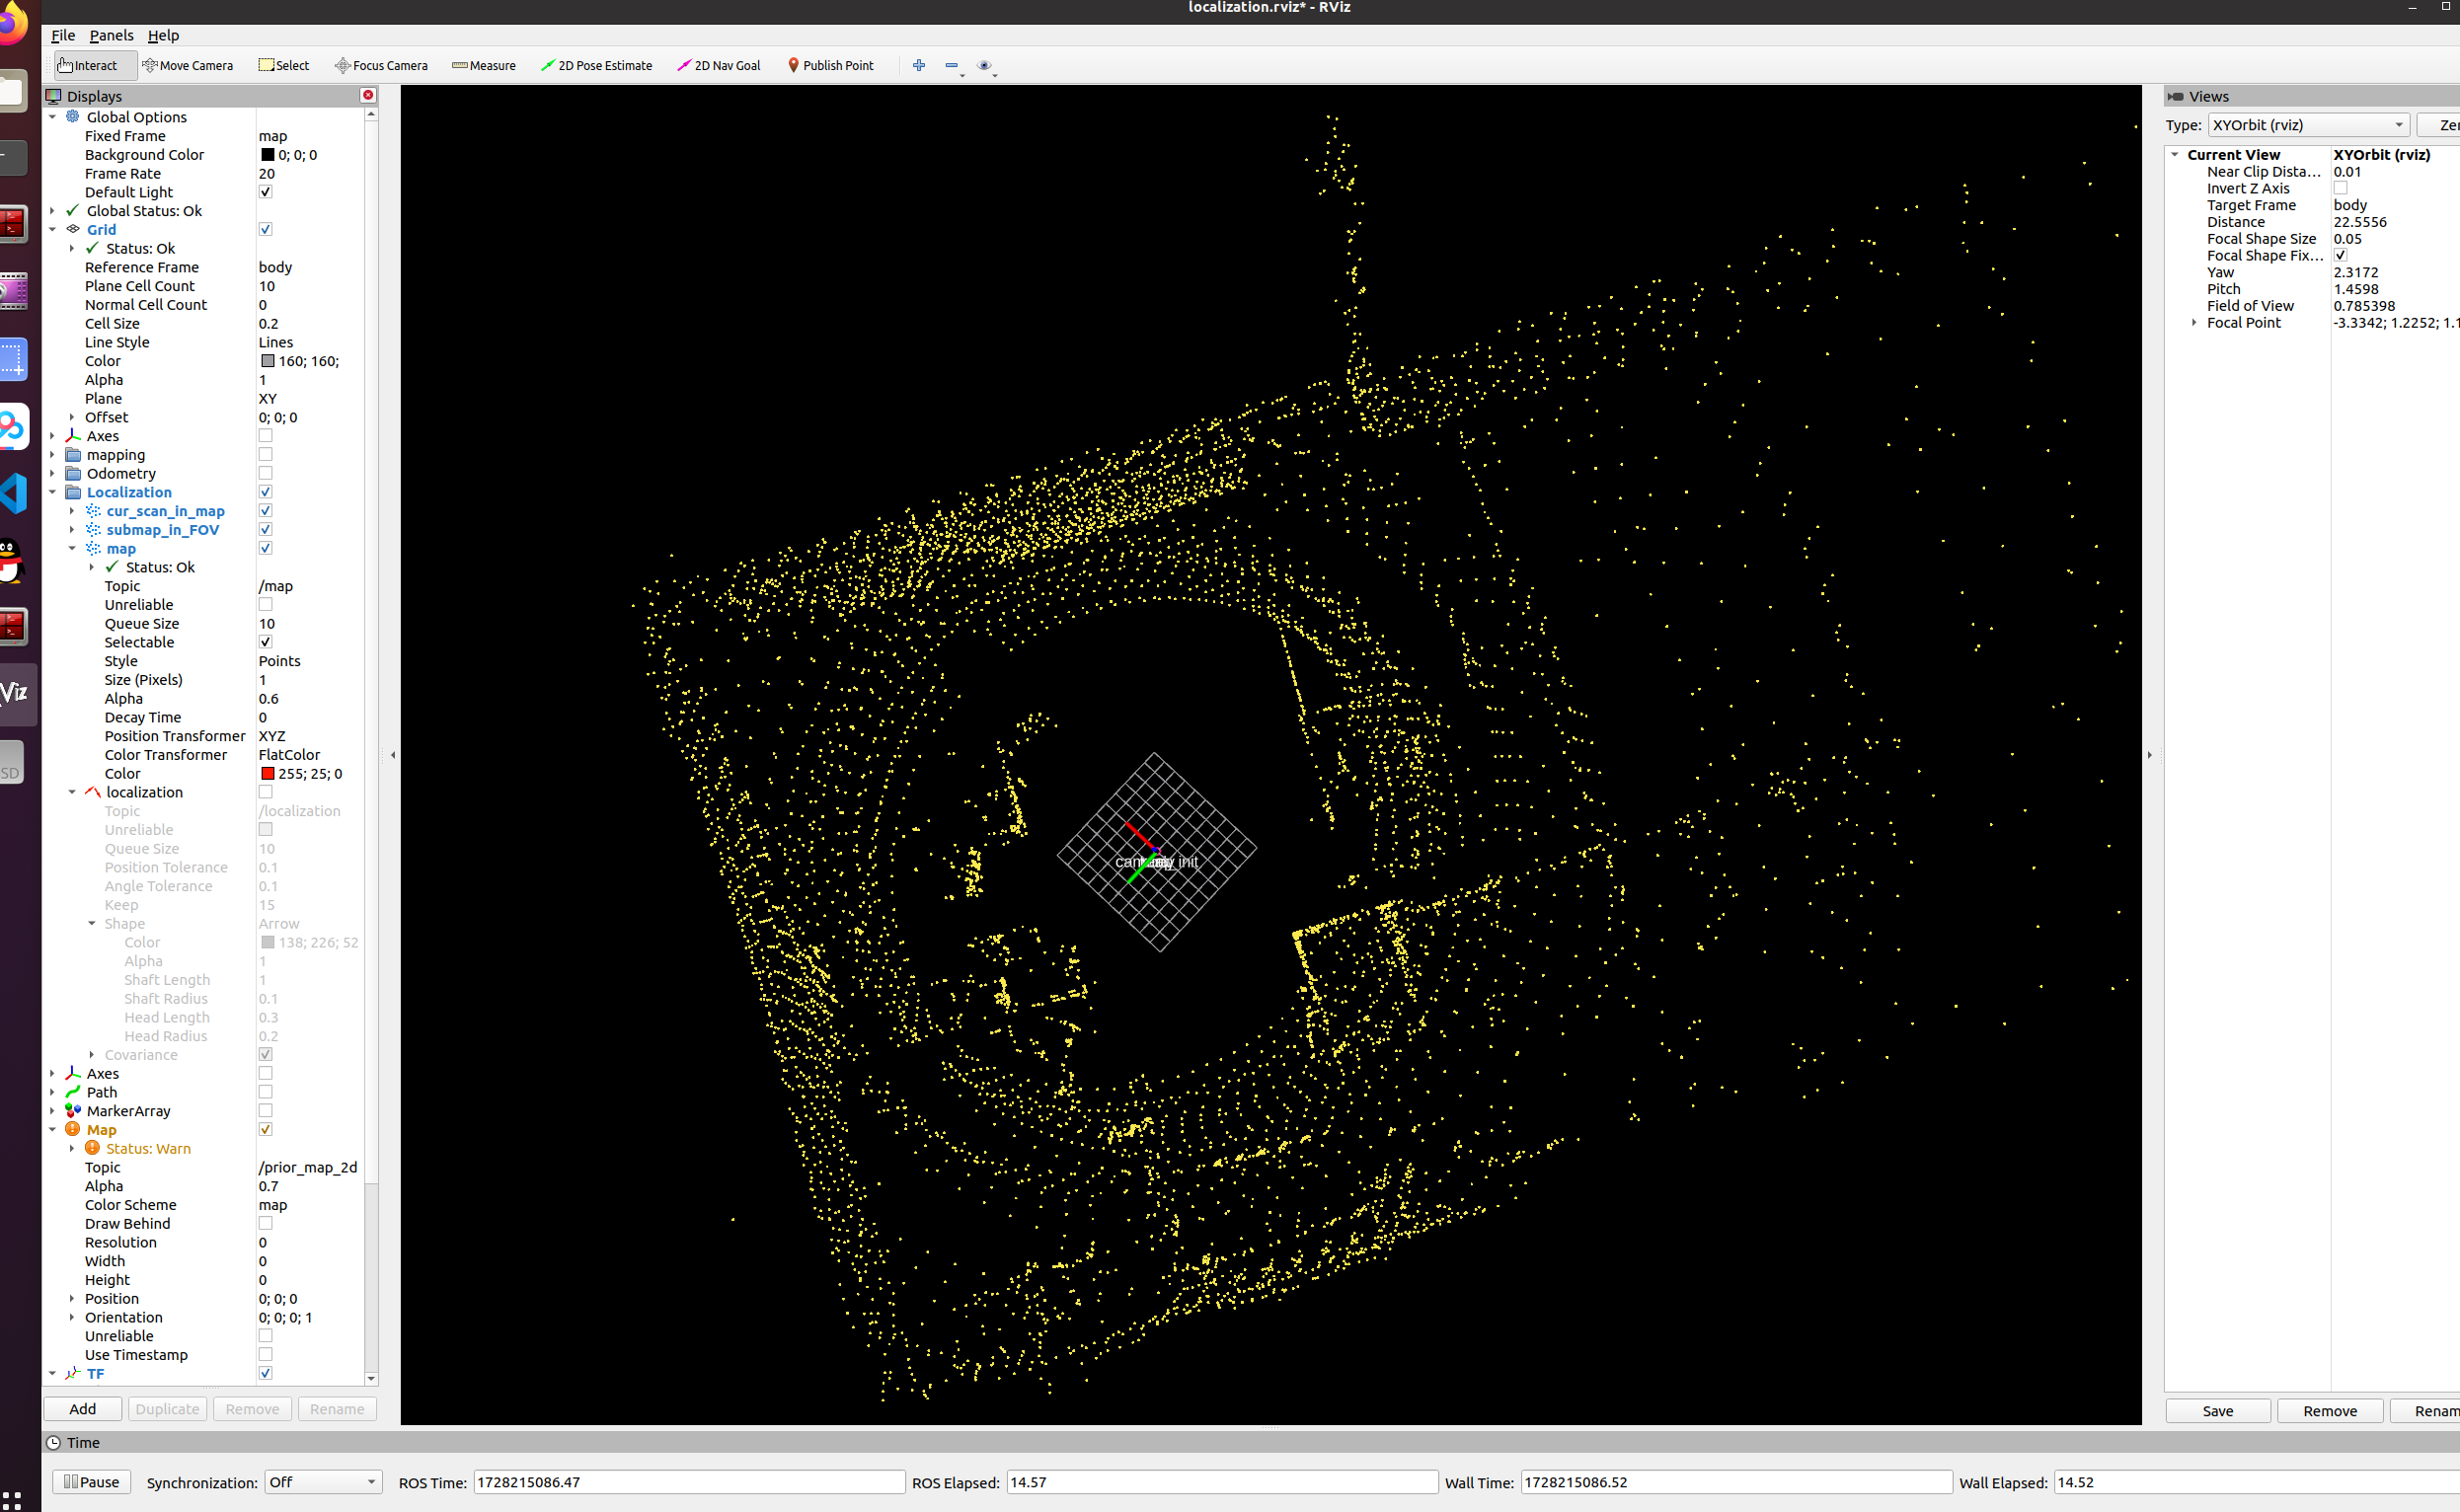 localization.rviz* - RViz
File Panels Help
Interact Move Camera Select Focus Camera Measure 2D Pose Estimate 2D Nav Goal Publish Point
Displays
Global Options
Fixed Frame map
Background Color 0; 0; 0
Frame Rate 20
Default Light
Global Status: Ok
Grid
Status: Ok
Reference Frame body
Plane Cell Count 10
Normal Cell Count 0
Cell Size 0.2
Line Style Lines
Color 160; 160;
Alpha 1
Plane XY
Offset 0; 0; 0
Axes
mapping
Odometry
Localization
cur_scan_in_map
submap_in_FOV
map
Status: Ok
Topic /map
Unreliable
Queue Size 10
Selectable
Style Points
Size (Pixels) 1
Alpha 0.6
Decay Time 0
Position Transformer XYZ
Color Transformer FlatColor
Color 255; 25; 0
localization
Topic /localization
Unreliable
Queue Size 10
Position Tolerance 0.1
Angle Tolerance 0.1
Keep 15
Shape Arrow
Color 138; 226; 52
Alpha 1
Shaft Length 1
Shaft Radius 0.1
Head Length 0.3
Head Radius 0.2
Covariance
Axes
Path
MarkerArray
Map
Status: Warn
Topic /prior_map_2d
Alpha 0.7
Color Scheme map
Draw Behind
Resolution 0
Width 0
Height 0
Position 0; 0; 0
Orientation 0; 0; 0; 1
Unreliable
Use Timestamp
TF
Add Duplicate Remove Rename
init
Views
Type: XYOrbit (rviz) Zer
Current View XYOrbit (rviz)
Near Clip Dista... 0.01
Invert Z Axis
Target Frame body
Distance 22.5556
Focal Shape Size 0.05
Focal Shape Fix...
Yaw 2.3172
Pitch 1.4598
Field of View 0.785398
Focal Point -3.3342; 1.2252; 1.1
Save Remove Renam
Time
Pause Synchronization: Off ROS Time: 1728215086.47 ROS Elapsed: 14.57 Wall Time: 1728215086.52 Wall Elapsed: 14.52
Viz
SD